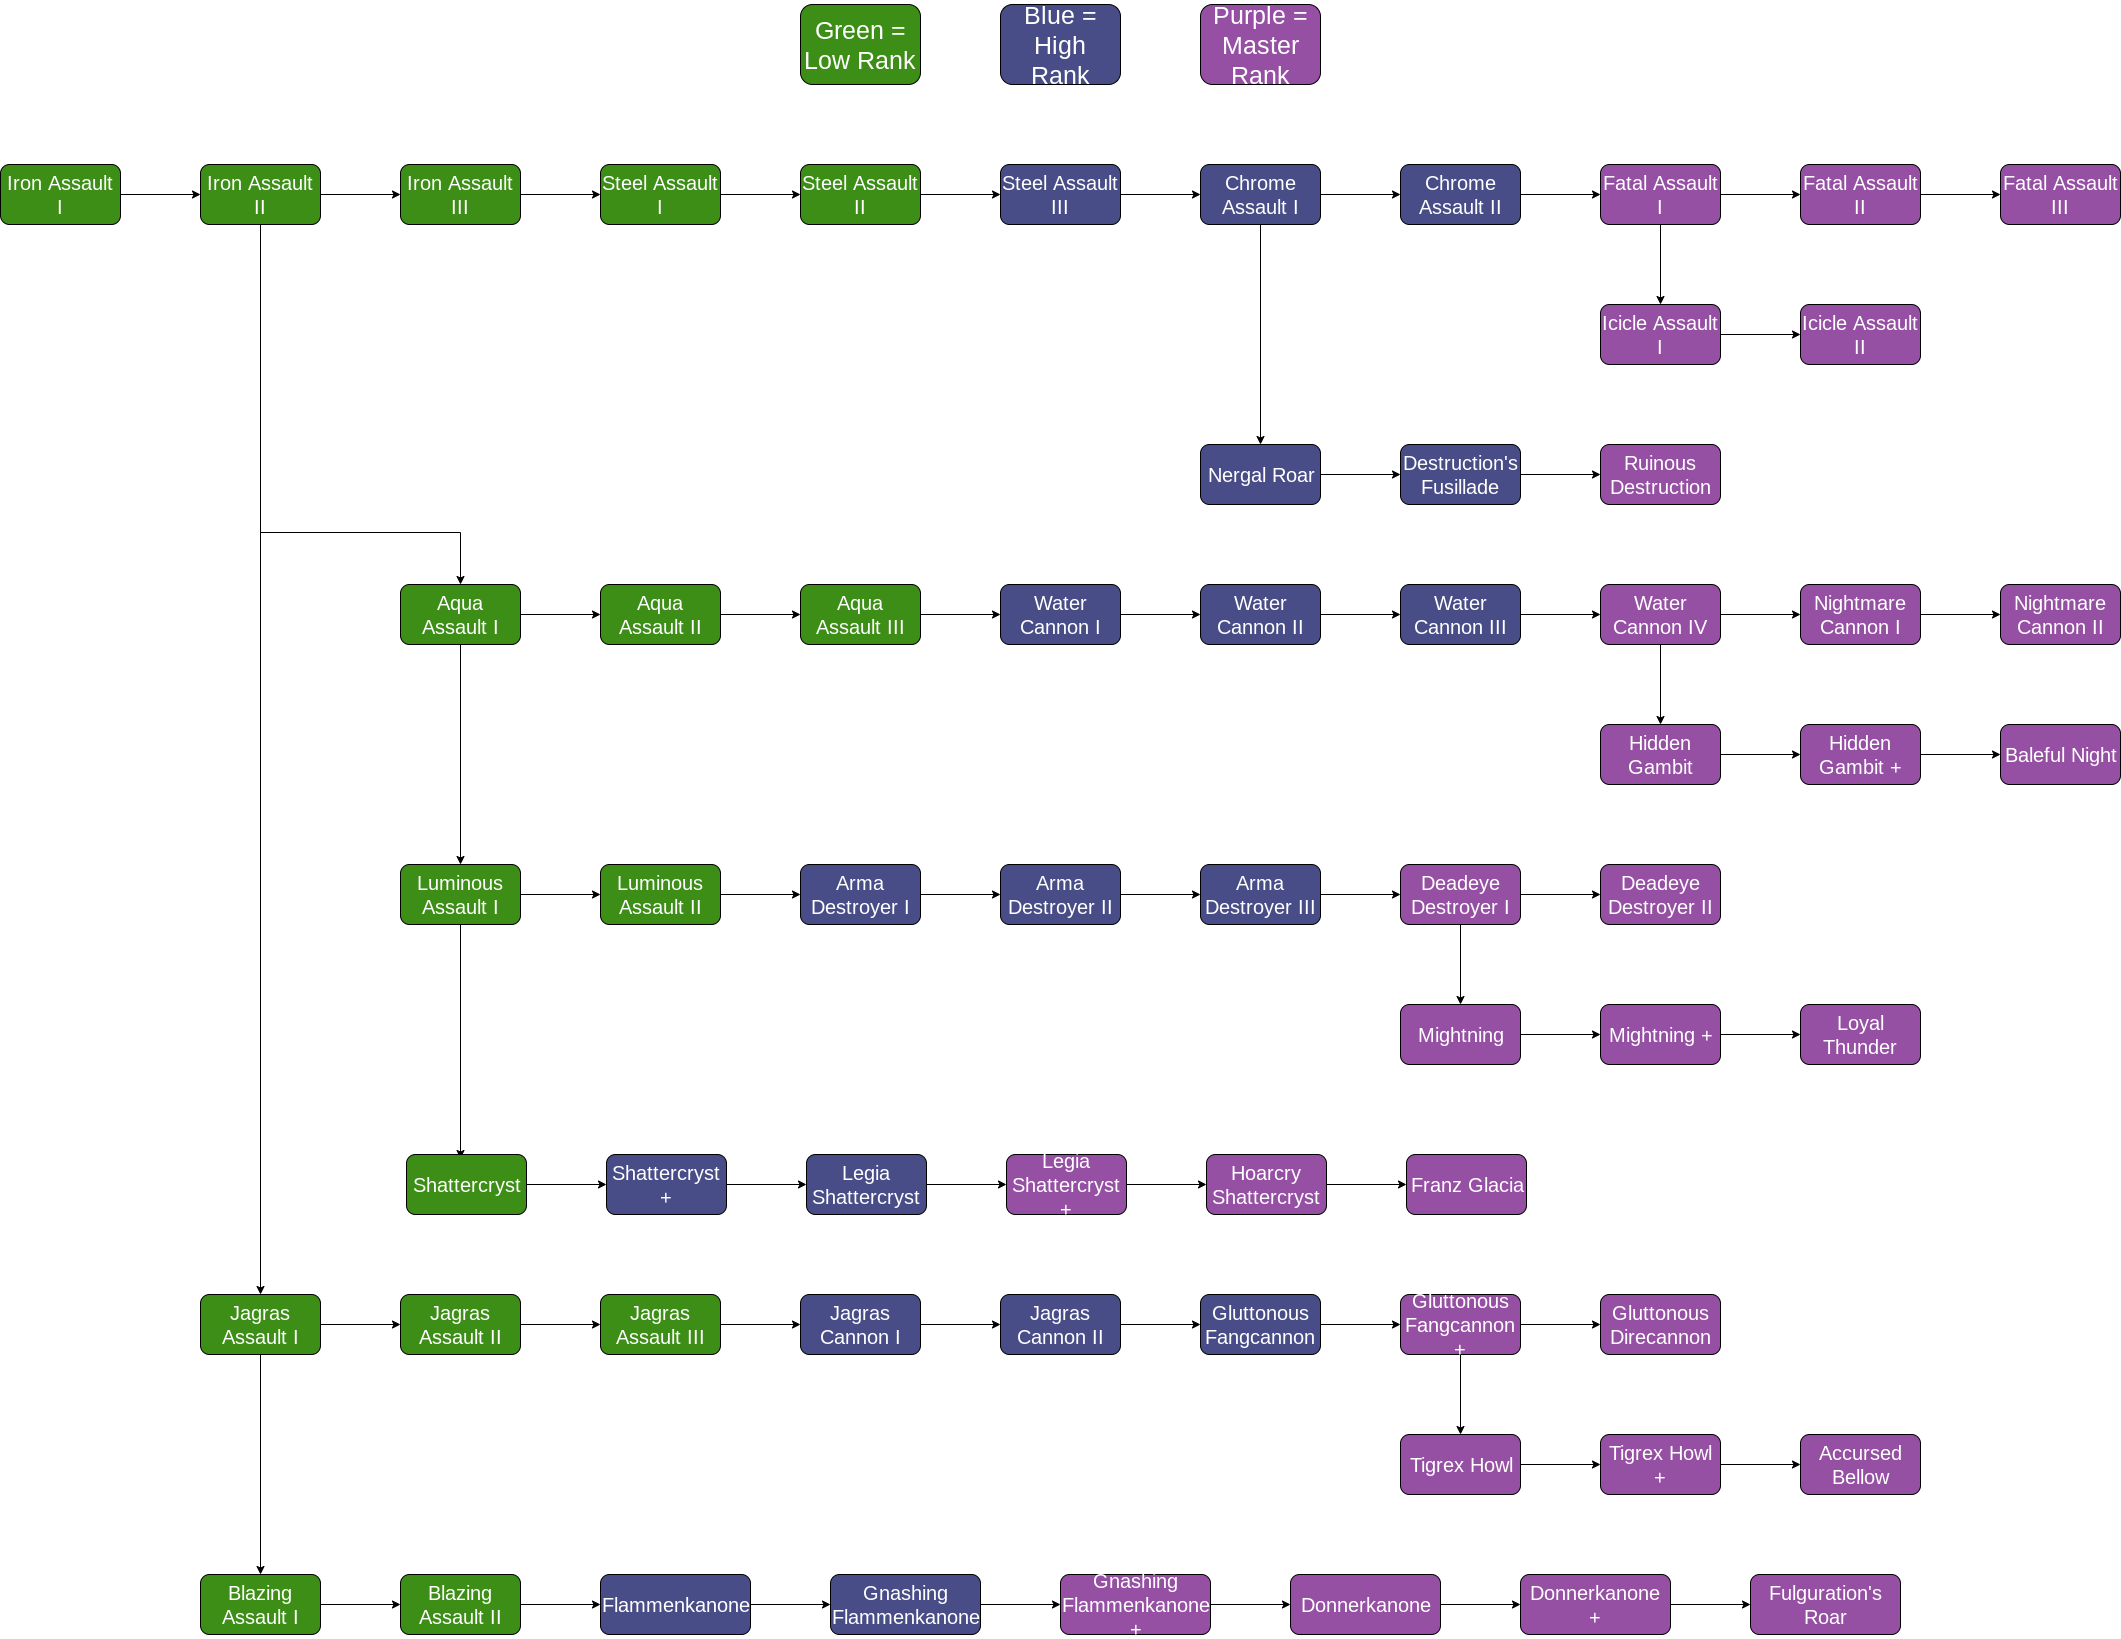 Green =
Low Rank
Blue =
High
Rank
Purple =
Master
Rank
Iron Assault
I
Iron Assault
II
Iron Assault
III
Steel Assault
I
Steel Assault
II
Steel Assault
III
Chrome
Assault I
Chrome
Assault II
Fatal Assault
I
Fatal Assault
II
Fatal Assault
III
Icicle Assault
I
Icicle Assault
II
Nergal Roar
Destruction's
Fusillade
Ruinous
Destruction
Aqua
Assault I
Aqua
Assault II
Aqua
Assault III
Water
Cannon I
Water
Cannon II
Water
Cannon III
Water
Cannon IV
Nightmare
Cannon I
Nightmare
Cannon II
Hidden
Gambit
Hidden
Gambit +
Baleful Night
Luminous
Assault I
Luminous
Assault II
Arma
Destroyer I
Arma
Destroyer II
Arma
Destroyer III
Deadeye
Destroyer I
Deadeye
Destroyer II
Mightning
Mightning +
Loyal
Thunder
Shattercryst
Shattercryst
+
Legia
Shattercryst
Legia
Shattercryst
+
Hoarcry
Shattercryst
Franz Glacia
Jagras
Assault I
Jagras
Assault II
Jagras
Assault III
Jagras
Cannon I
Jagras
Cannon II
Gluttonous
Fangcannon
Gluttonous
Fangcannon
+
Gluttonous
Direcannon
Tigrex Howl
Tigrex Howl
+
Accursed
Bellow
Blazing
Assault I
Blazing
Assault II
Flammenkanone
Gnashing
Flammenkanone
Gnashing
Flammenkanone
+
Donnerkanone
Donnerkanone
+
Fulguration's
Roar